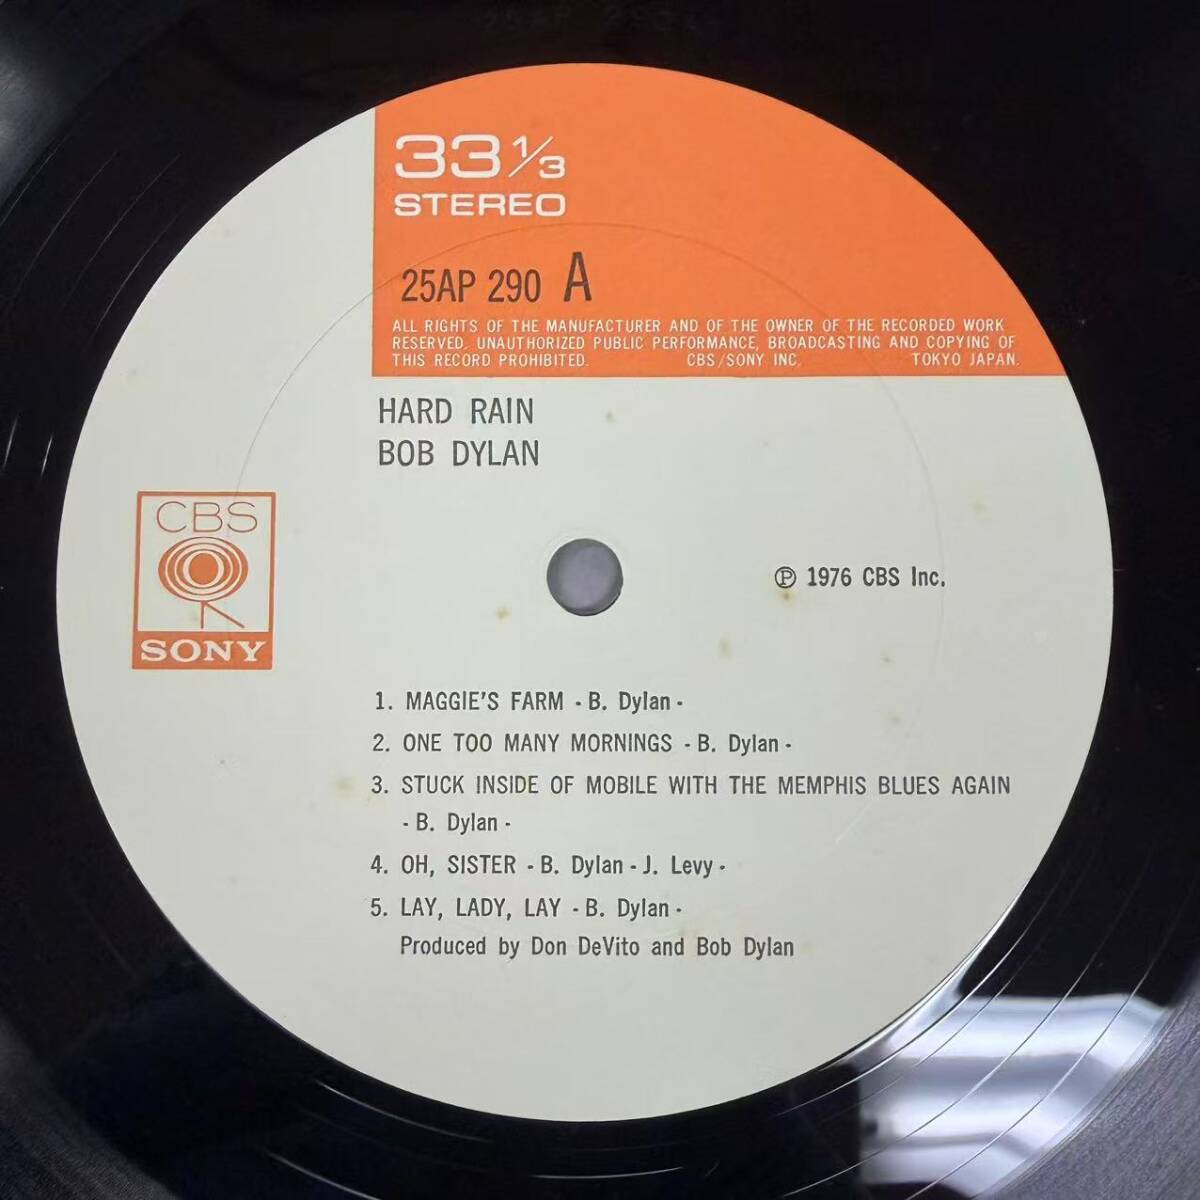 33 1/3
STEREO
25AP 290 A
ALL RIGHTS OF THE MANUFACTURER AND OF THE OWNER OF THE RECORDED WORK
RESERVED. UNAUTHORIZED PUBLIC PERFORMANCE, BROADCASTING AND COPYING OF
THIS RECORD PROHIBITED. CBS/SONY INC. TOKYO JAPAN.
HARD RAIN
BOB DYLAN
CBS
SONY
Ⓟ 1976 CBS Inc.
1. MAGGIE'S FARM - B. Dylan -
2. ONE TOO MANY MORNINGS - B. Dylan -
3. STUCK INSIDE OF MOBILE WITH THE MEMPHIS BLUES AGAIN
- B. Dylan -
4. OH, SISTER - B. Dylan - J. Levy -
5. LAY, LADY, LAY - B. Dylan -
Produced by Don DeVito and Bob Dylan